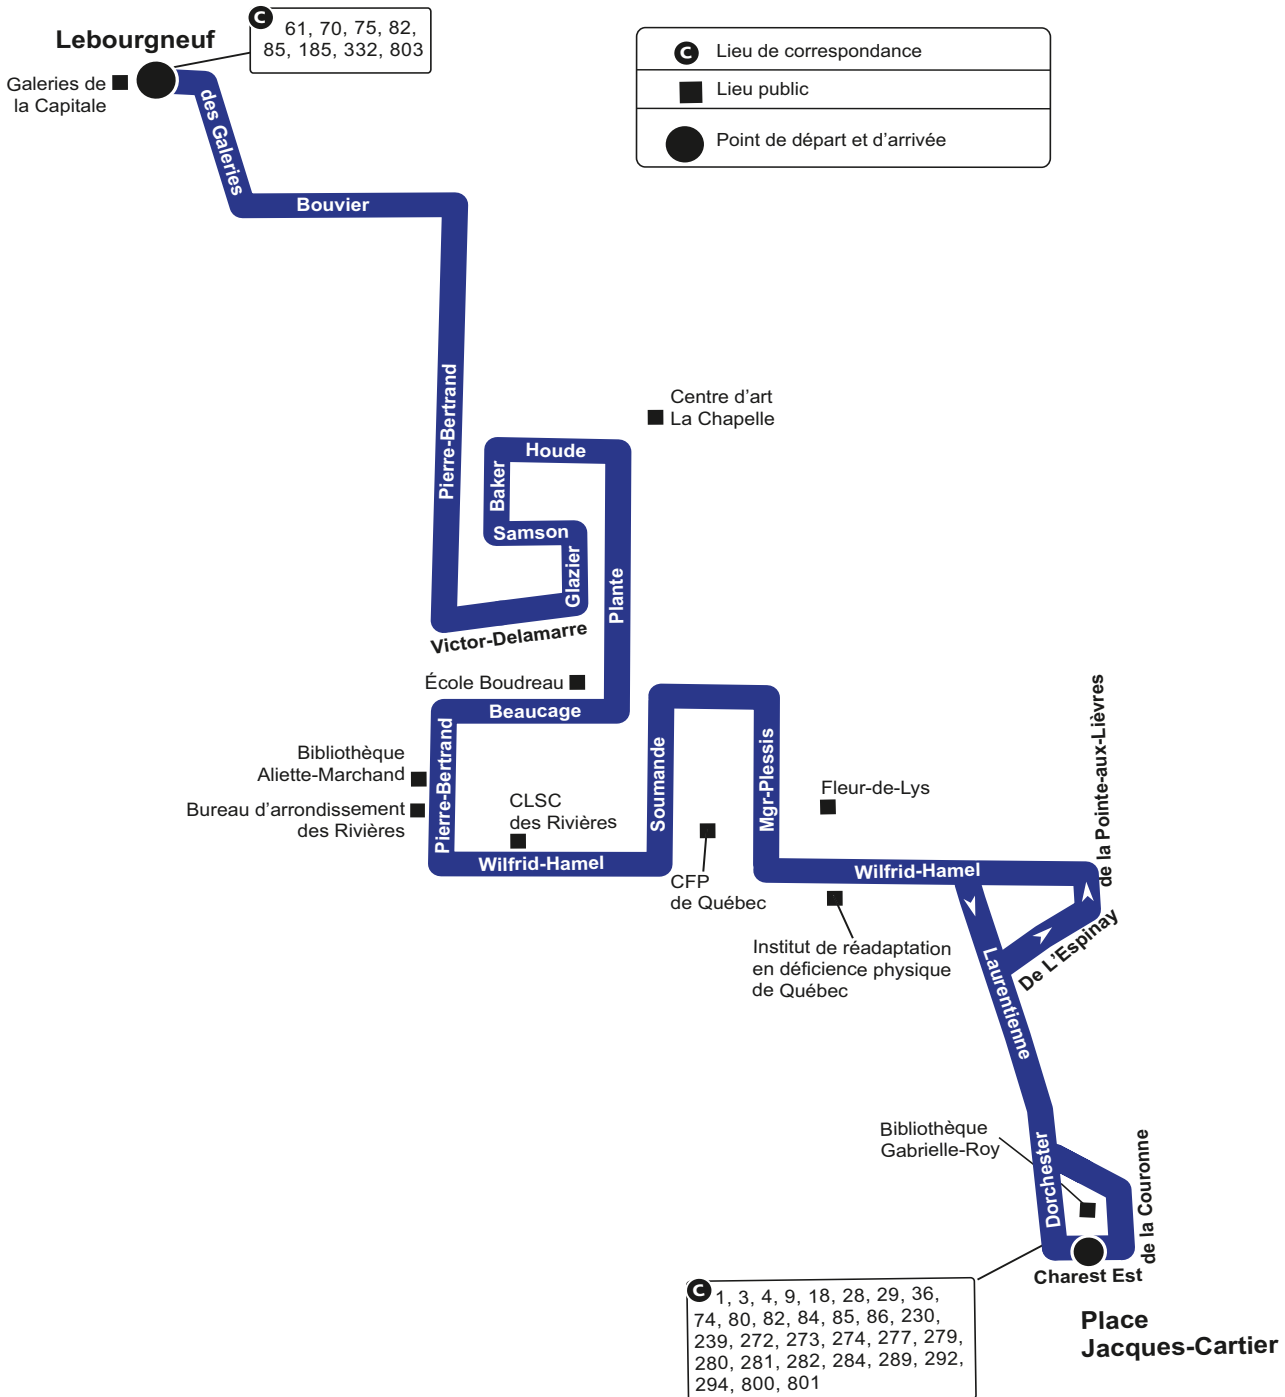 Lebourgneuf
C 61, 70, 75, 82,
85, 185, 332, 803
Galeries de
la Capitale
C Lieu de correspondance
Lieu public
Point de départ et d'arrivée
des Galeries
Bouvier
Pierre-Bertrand
Centre d'art
La Chapelle
Houde
Baker
Samson
Glazier
Plante
Victor-Delamarre
École Boudreau
Beaucage
Pierre-Bertrand
Bibliothèque
Aliette-Marchand
Bureau d'arrondissement
des Rivières
CLSC
des Rivières
Wilfrid-Hamel
Soumande
Mgr-Plessis
CFP
de Québec
Fleur-de-Lys
Wilfrid-Hamel
de la Pointe-aux-Lièvres
De L'Espinay
Institut de réadaptation
en déficience physique
de Québec
Laurentienne
Bibliothèque
Gabrielle-Roy
Dorchester
de la Couronne
Charest Est
Place
Jacques-Cartier
C 1, 3, 4, 9, 18, 28, 29, 36,
74, 80, 82, 84, 85, 86, 230,
239, 272, 273, 274, 277, 279,
280, 281, 282, 284, 289, 292,
294, 800, 801